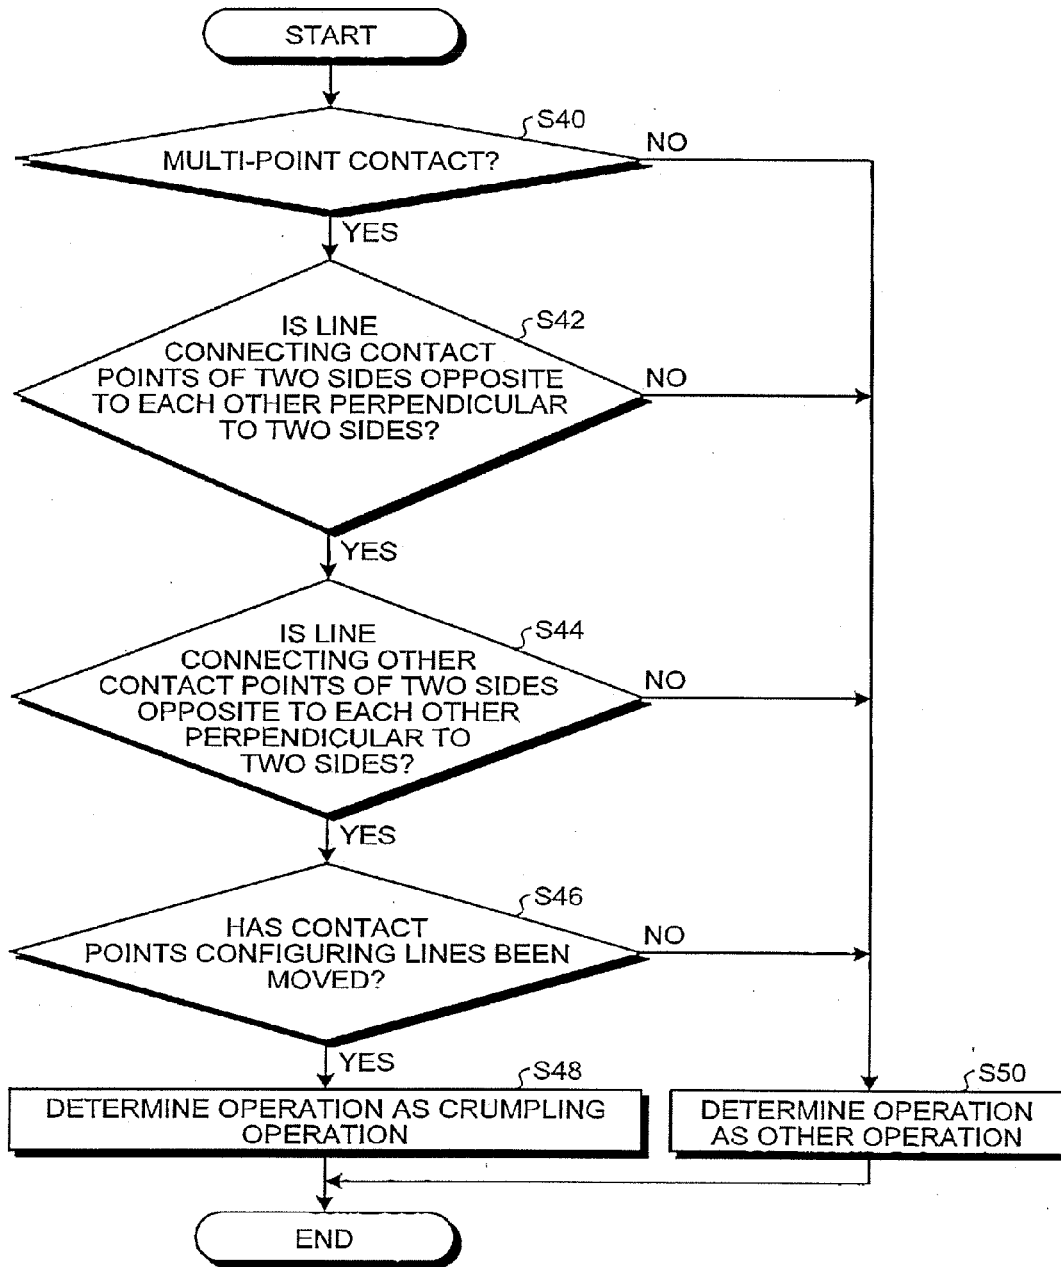 START
S40
MULTI-POINT CONTACT?
NO
YES
S42
IS LINE
CONNECTING CONTACT
POINTS OF TWO SIDES OPPOSITE
TO EACH OTHER PERPENDICULAR
TO TWO SIDES?
NO
YES
S44
IS LINE
CONNECTING OTHER
CONTACT POINTS OF TWO SIDES
OPPOSITE TO EACH OTHER
PERPENDICULAR TO
TWO SIDES?
NO
YES
S46
HAS CONTACT
POINTS CONFIGURING LINES BEEN
MOVED?
NO
YES
S48
DETERMINE OPERATION AS CRUMPLING
OPERATION
S50
DETERMINE OPERATION
AS OTHER OPERATION
END